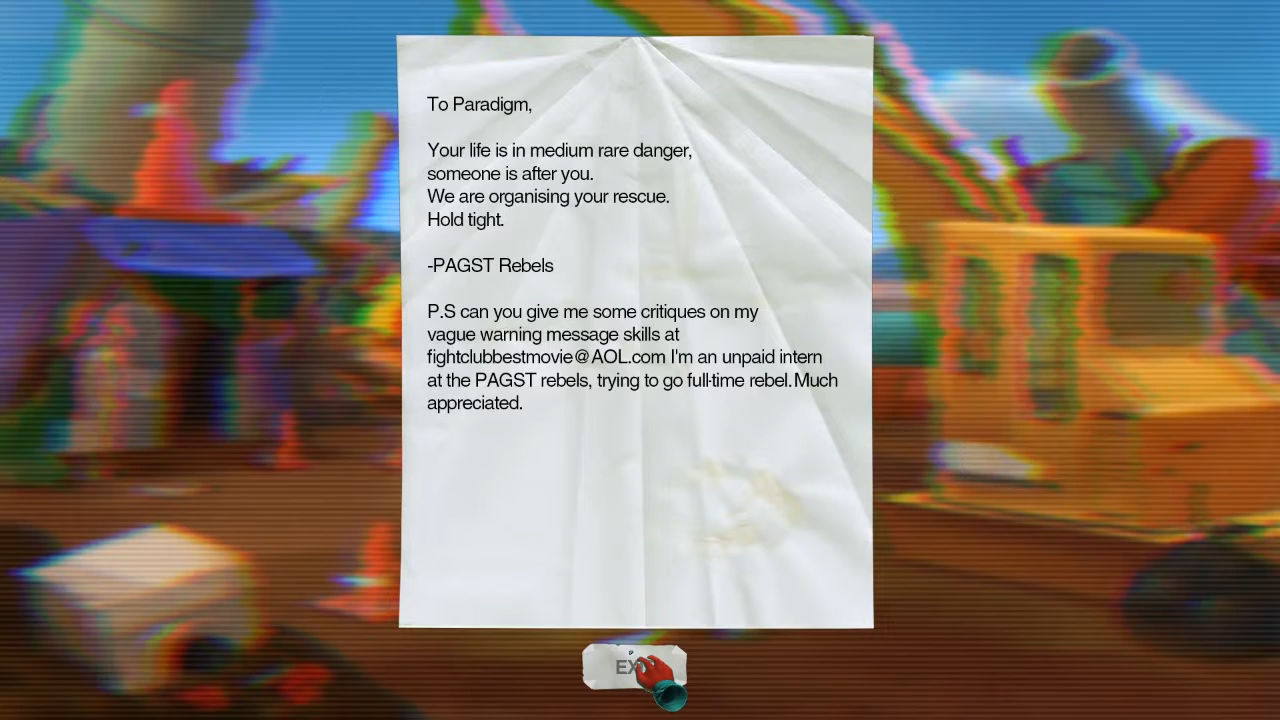 To Paradigm,
Your life is in medium rare danger,
someone is after you.
We are organising your rescue.
Hold tight.
-PAGST Rebels
P.S can you give me some critiques on my
vague warning message skills at
fightclubbestmovie@AOL.com I'm an unpaid intern
at the PAGST rebels, trying to go full-time rebel. Much
appreciated.